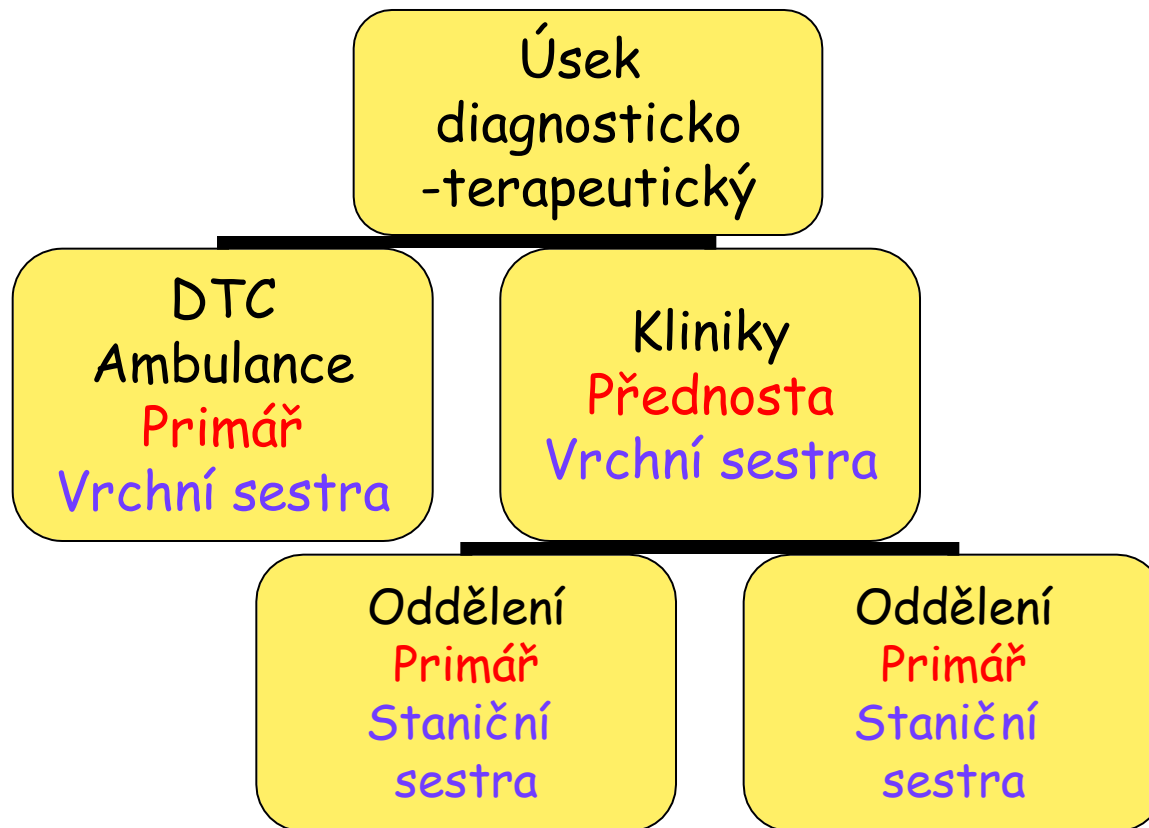 Úsek
diagnosticko
-terapeutický
DTC
Ambulance
Primář
Vrchní sestra
Kliniky
Přednosta
Vrchní sestra
Oddělení
Primář
Staniční
sestra
Oddělení
Primář
Staniční
sestra